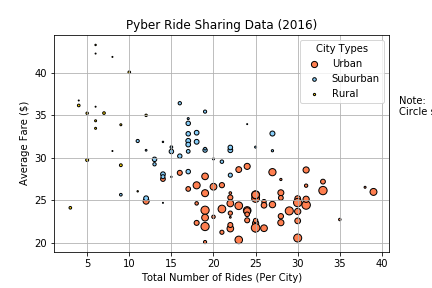 Pyber Ride Sharing Data (2016)
City Types
Urban
Suburban
Rural
Note:
Circle
Average Fare ($)
40
35
30
25
20
5
10
15
20
25
30
35
40
Total Number of Rides (Per City)